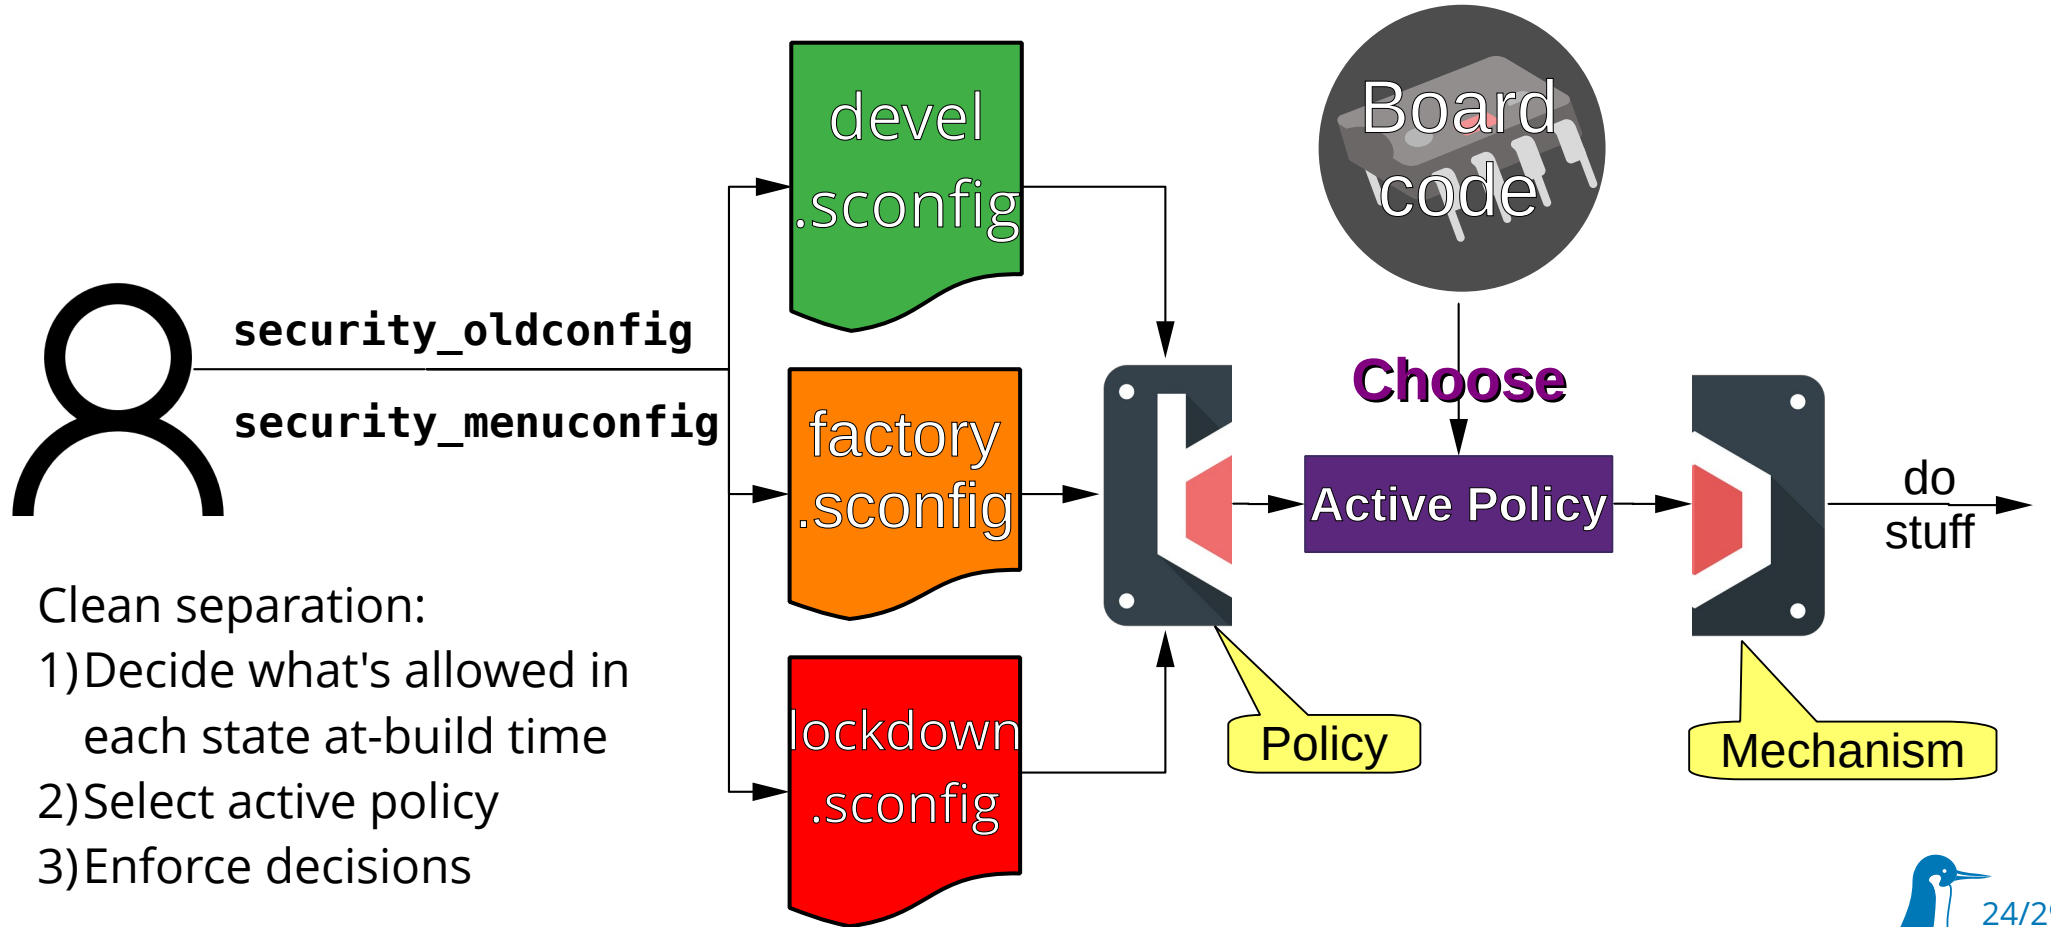 devel
.sconfig
Board
code
security_oldconfig
security_menuconfig
Choose
factory
.sconfig
Active Policy
do
stuff
Clean separation:
1)Decide what's allowed in
each state at-build time
2)Select active policy
3)Enforce decisions
lockdown
.sconfig
Policy
Mechanism